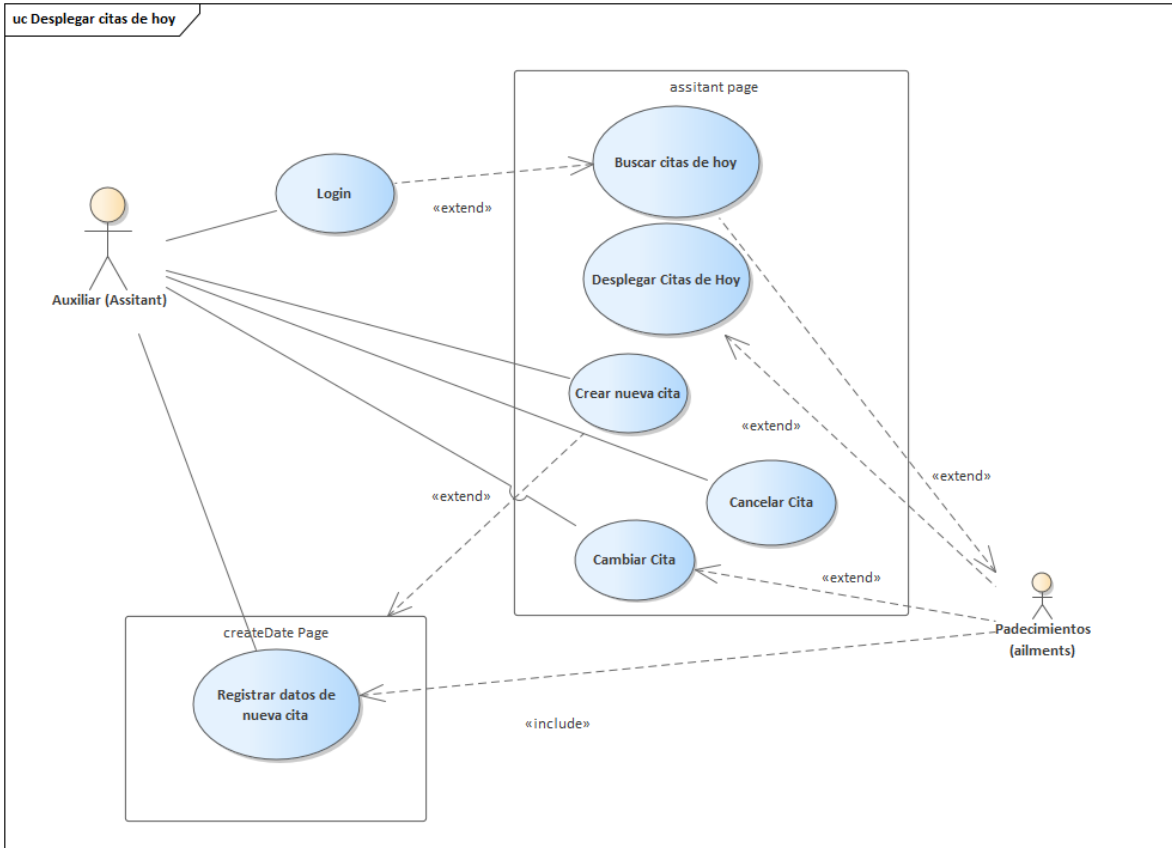 uc Desplegar citas de hoy
assitant page
Buscar citas de hoy
Login
«extend»
Desplegar Citas de Hoy
Auxiliar (Assitant)
Crear nueva cita
«extend»
«extend»
«extend»
Cancelar Cita
Cambiar Cita
«extend»
createDate Page
Padecimientos
(ailments)
Registrar datos de
nueva cita
«include»